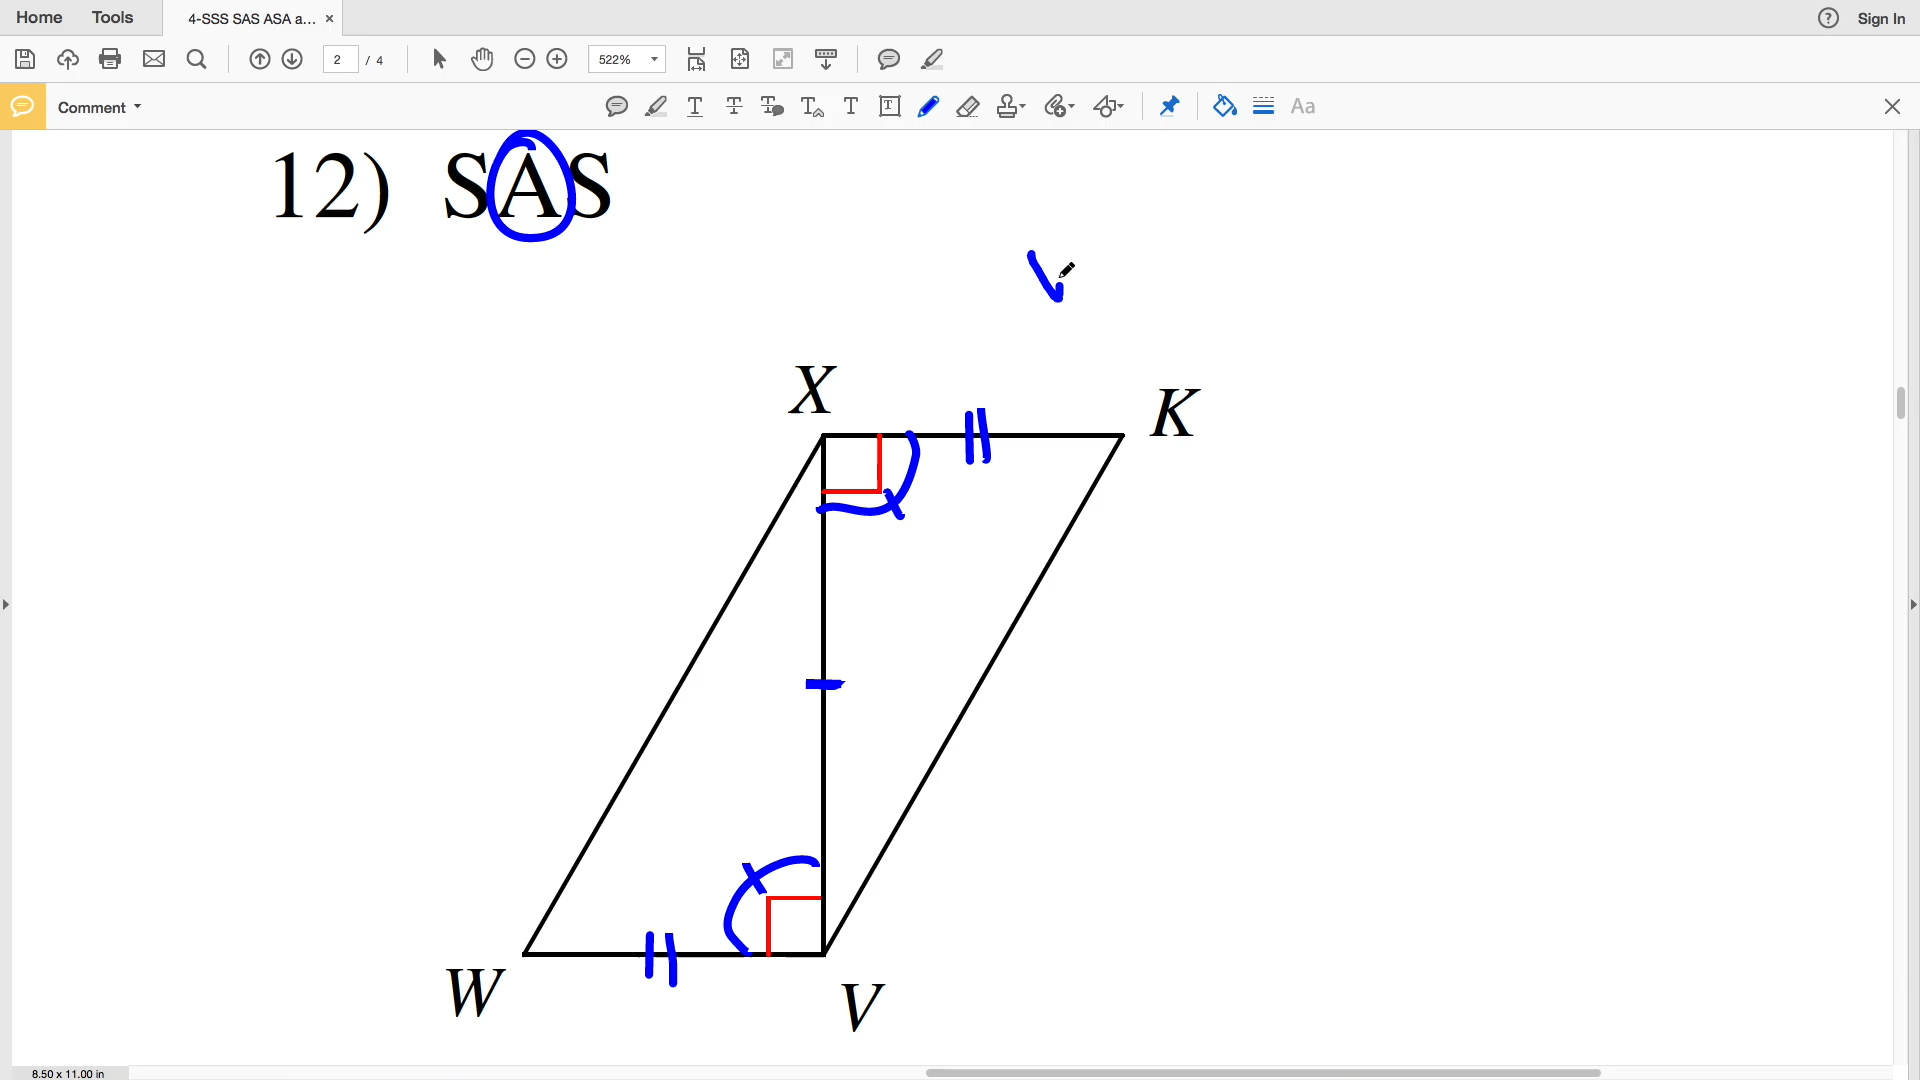 Home Tools 4-SSS SAS ASA a... × ? Sign In
2 / 4 522%
Comment T T T T T T Aa
12) SAS
V
X
K
W
V
8.50 x 11.00 in